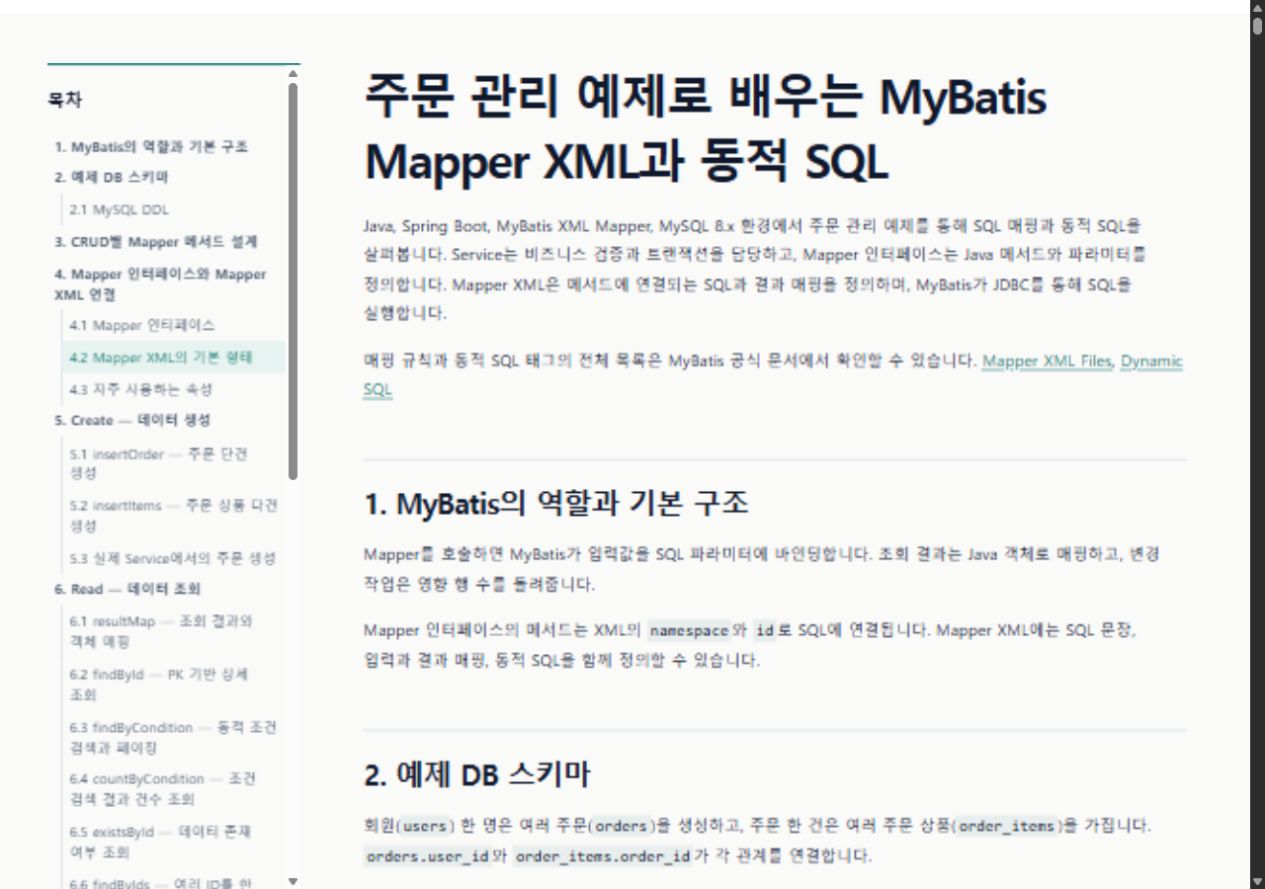 목차
1. MyBatis의 역할과 기본 구조
2. 예제 DB 스키마
2.1 MySQL DDL
3. CRUD별 Mapper 메서드 설계
4. Mapper 인터페이스와 Mapper
XML 연결
4.1 Mapper 인터페이스
4.2 Mapper XML의 기본 형태
4.3 자주 사용하는 속성
5. Create — 데이터 생성
5.1 insertOrder — 주문 단건
생성
5.2 insertItems — 주문 상품 다건
생성
5.3 실제 Service에서의 주문 생성
6. Read — 데이터 조회
6.1 resultMap — 조회 결과와
객체 매핑
6.2 findById — PK 기반 상세
조회
6.3 findByCondition — 동적 조건
검색과 페이징
6.4 countByCondition — 조건
검색 결과 건수 조회
6.5 existsById — 데이터 존재
여부 조회
6.6 findByIds — 여러 ID를 한
주문 관리 예제로 배우는 MyBatis
Mapper XML과 동적 SQL
Java, Spring Boot, MyBatis XML Mapper, MySQL 8.x 환경에서 주문 관리 예제를 통해 SQL 매핑과 동적 SQL을
살펴봅니다. Service는 비즈니스 검증과 트랜잭션을 담당하고, Mapper 인터페이스는 Java 메서드와 파라미터를
정의합니다. Mapper XML은 메서드에 연결되는 SQL과 결과 매핑을 정의하며, MyBatis가 JDBC를 통해 SQL을
실행합니다.
매핑 규칙과 동적 SQL 태그의 전체 목록은 MyBatis 공식 문서에서 확인할 수 있습니다. Mapper XML Files, Dynamic
SQL
1. MyBatis의 역할과 기본 구조
Mapper를 호출하면 MyBatis가 입력값을 SQL 파라미터에 바인딩합니다. 조회 결과는 Java 객체로 매핑하고, 변경
작업은 영향 행 수를 돌려줍니다.
Mapper 인터페이스의 메서드는 XML의 namespace와 id로 SQL에 연결됩니다. Mapper XML에는 SQL 문장,
입력과 결과 매핑, 동적 SQL을 함께 정의할 수 있습니다.
2. 예제 DB 스키마
회원(users) 한 명은 여러 주문(orders)을 생성하고, 주문 한 건은 여러 주문 상품(order_items)을 가집니다.
orders.user_id와 order_items.order_id가 각 관계를 연결합니다.